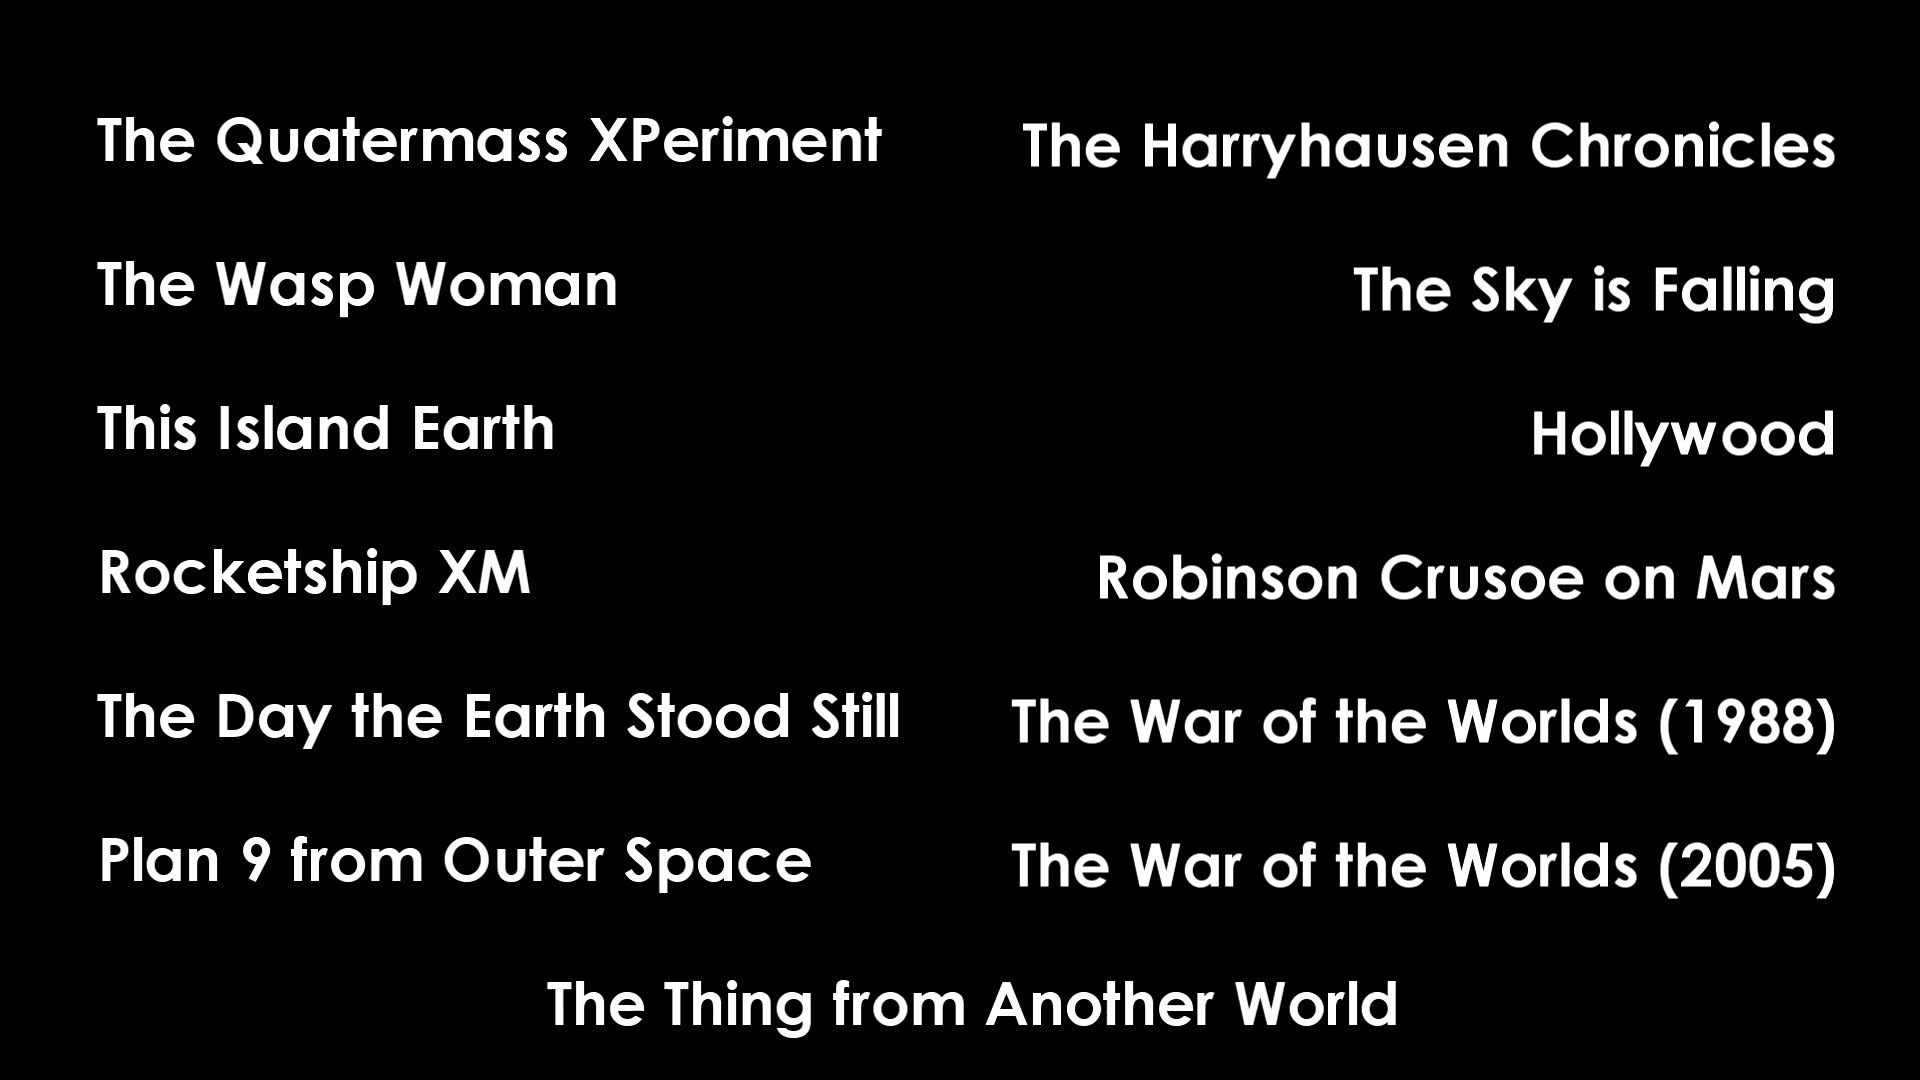 The Quatermass XPeriment
The Harryhausen Chronicles
The Wasp Woman
The Sky is Falling
This Island Earth
Hollywood
Rocketship XM
Robinson Crusoe on Mars
The Day the Earth Stood Still
The War of the Worlds (1988)
Plan 9 from Outer Space
The War of the Worlds (2005)
The Thing from Another World